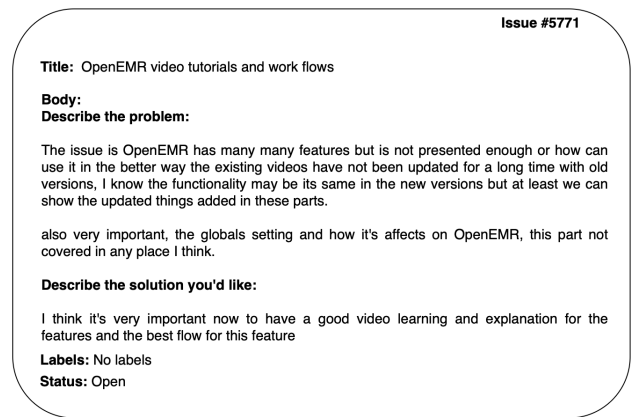 Issue #5771
Title: OpenEMR video tutorials and work flows
Body:
Describe the problem:
The issue is OpenEMR has many many features but is not presented enough or how can
use it in the better way the existing videos have not been updated for a long time with old
versions, I know the functionality may be its same in the new versions but at least we can
show the updated things added in these parts.
also very important, the globals setting and how it's affects on OpenEMR, this part not
covered in any place I think.
Describe the solution you'd like:
I think it's very important now to have a good video learning and explanation for the
features and the best flow for this feature
Labels: No labels
Status: Open